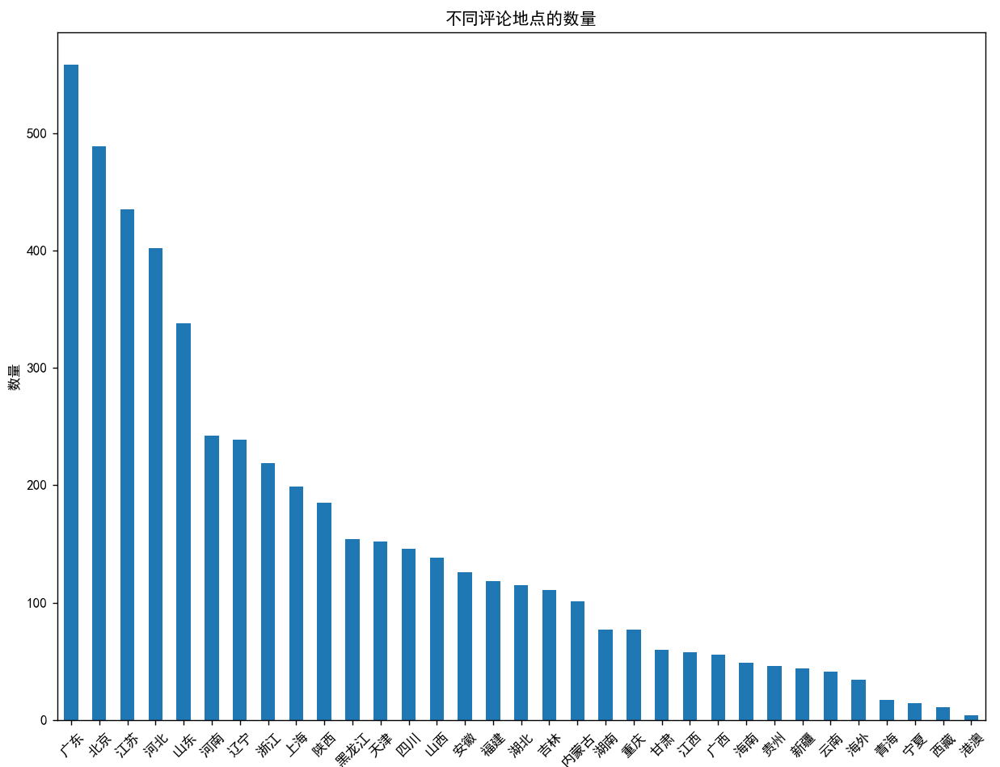 不同评论地点的数量
数量
500
400
300
200
100
0
广东
北京
江苏
河北
山东
河南
辽宁
浙江
上海
陕西
黑龙江
天津
四川
山西
安徽
福建
湖北
吉林
内蒙古
湖南
重庆
甘肃
江西
广西
海南
贵州
新疆
云南
海外
青海
宁夏
西藏
港澳